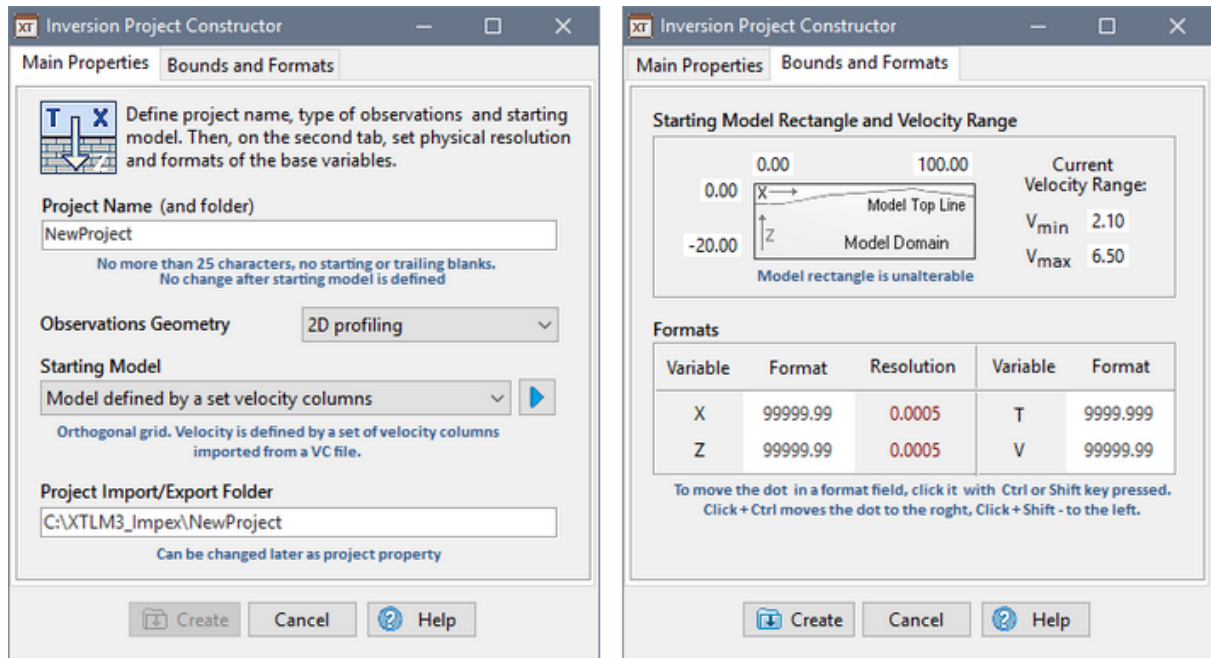 XT Inversion Project Constructor
Main Properties Bounds and Formats
T X
Z
Define project name, type of observations and starting
model. Then, on the second tab, set physical resolution
and formats of the base variables.
Project Name (and folder)
NewProject
No more than 25 characters, no starting or trailing blanks.
No change after starting model is defined
Observations Geometry 2D profiling
Starting Model
Model defined by a set velocity columns
Orthogonal grid. Velocity is defined by a set of velocity columns
imported from a VC file.
Project Import/Export Folder
C:\XTLM3_Impex\NewProject
Can be changed later as project property
Create Cancel Help
XT Inversion Project Constructor
Main Properties Bounds and Formats
Starting Model Rectangle and Velocity Range
0.00 100.00 Current
Velocity Range:
0.00 X Model Top Line
Vmin 2.10
-20.00 Z Model Domain
Vmax 6.50
Model rectangle is unalterable
Formats
Variable Format Resolution Variable Format
X 99999.99 0.0005 T 9999.999
Z 99999.99 0.0005 V 99999.99
To move the dot in a format field, click it with Ctrl or Shift key pressed.
Click + Ctrl moves the dot to the roght, Click + Shift - to the left.
Create Cancel Help